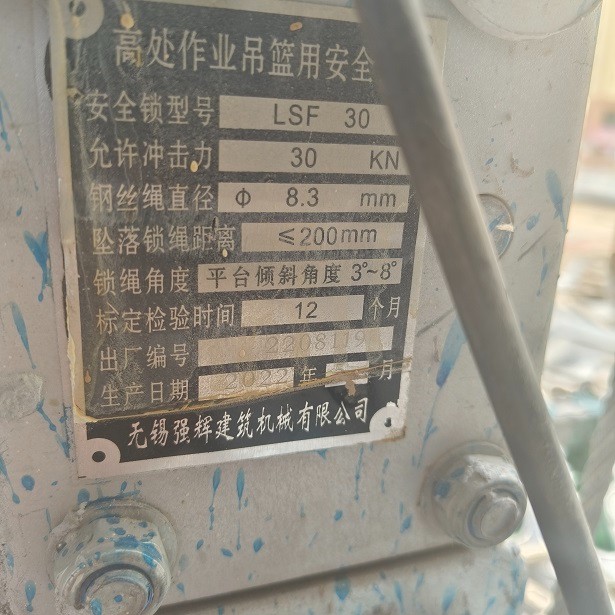 高处作业吊篮用安全
安全锁型号 LSF 30
允许冲击力 30 KN
钢丝绳直径 Φ 8.3 mm
坠落锁绳距离 ≤200mm
锁绳角度 平台倾斜角度 3°~8°
标定检验时间 12 个月
出厂编号 2208119
生产日期 2022 年 月
无锡强辉建筑机械有限公司